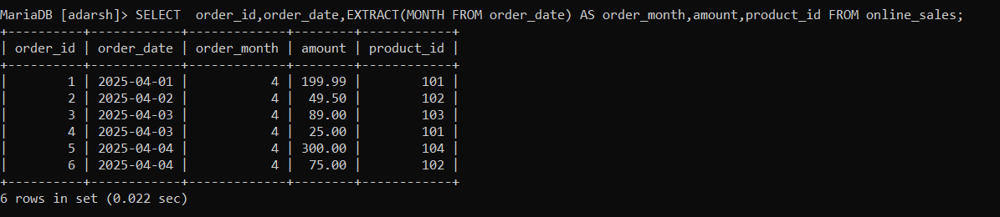 MariaDB [adarsh]> SELECT  order_id,order_date,EXTRACT(MONTH FROM order_date) AS order_month,amount,product_id FROM online_sales;
+----------+------------+-------------+--------+------------+
| order_id | order_date | order_month | amount | product_id |
+----------+------------+-------------+--------+------------+
|        1 | 2025-04-01 |           4 | 199.99 |        101 |
|        2 | 2025-04-02 |           4 |  49.50 |        102 |
|        3 | 2025-04-03 |           4 |  89.00 |        103 |
|        4 | 2025-04-03 |           4 |  25.00 |        101 |
|        5 | 2025-04-04 |           4 | 300.00 |        104 |
|        6 | 2025-04-04 |           4 |  75.00 |        102 |
+----------+------------+-------------+--------+------------+
6 rows in set (0.022 sec)